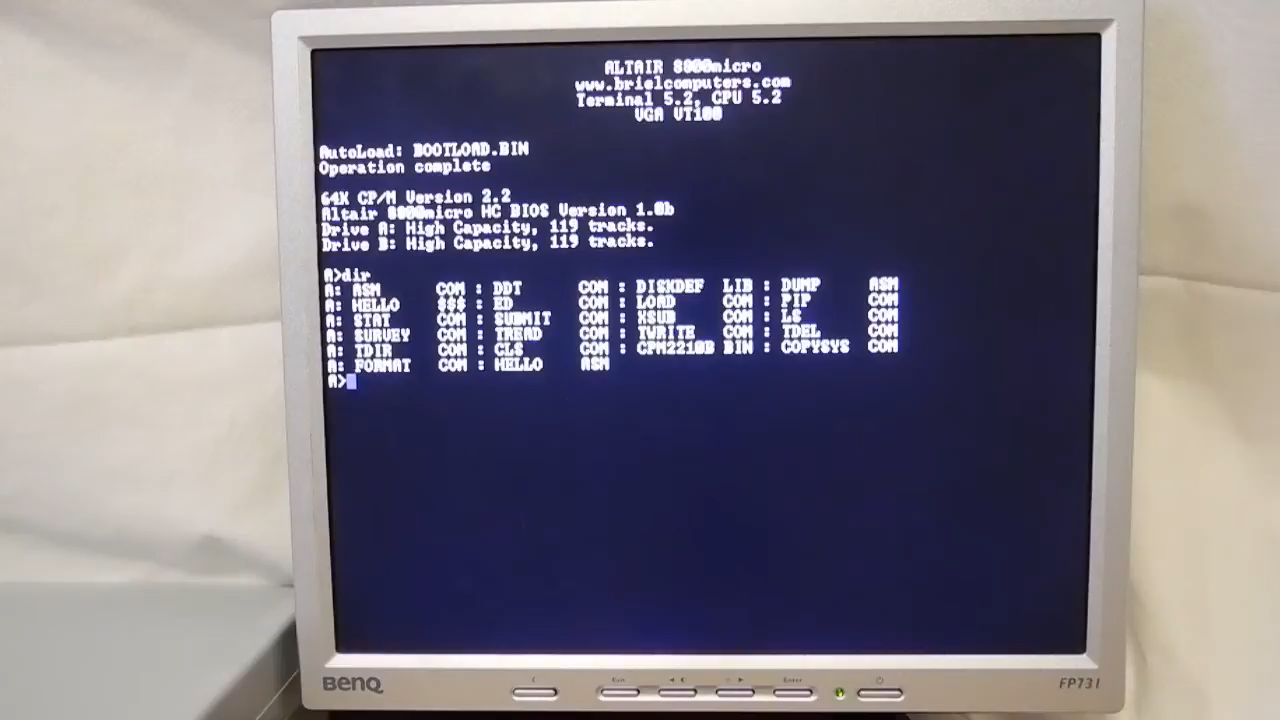 ALTAIR 8800micro
www.brielcomputers.com
Terminal 5.2, CPU 5.2
VGA VT100
AutoLoad: BOOTLOAD.BIN
Operation complete
64K CP/M Version 2.2
Altair 8800micro HC BIOS Version 1.0b
Drive A: High Capacity, 119 tracks.
Drive B: High Capacity, 119 tracks.
A>dir
A: ASM COM : DDT COM : DISKDEF LIB : DUMP ASM
A: HELLO $$$ : ED COM : LOAD COM : PIP COM
A: STAT COM : SUBMIT COM : XSUB COM : LS COM
A: SURVEY COM : TREAD COM : TWRITE COM : TDEL COM
A: TDIR COM : CLS COM : CPM2210B BIN : COPYSYS COM
A: FORMAT COM : HELLO ASM
A>
BenQ
Exit
Enter
FP731